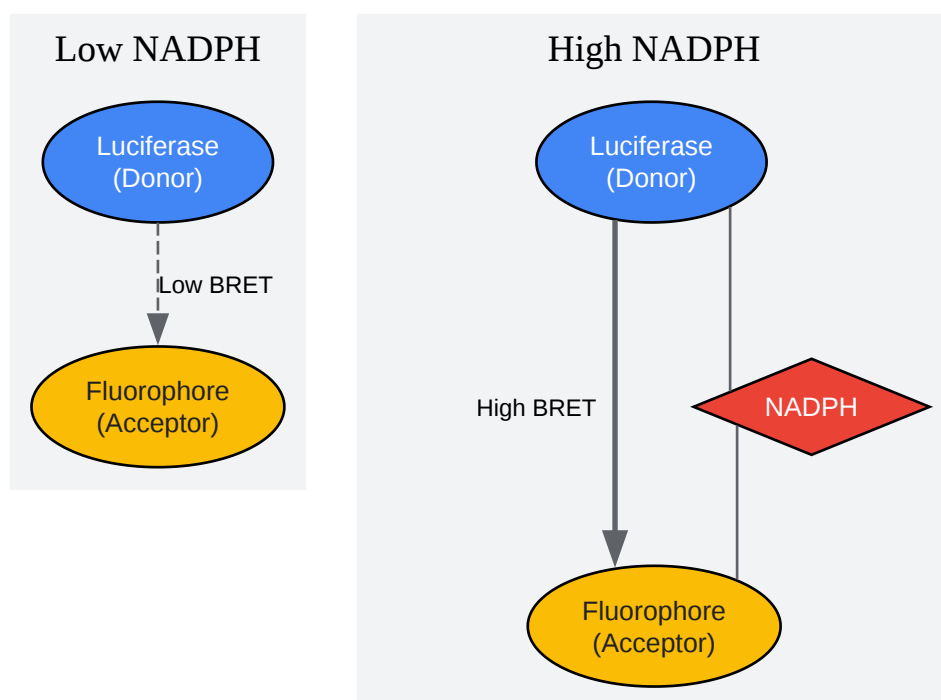 Low NADPH
Luciferase
(Donor)
Low BRET
Fluorophore
(Acceptor)
High NADPH
Luciferase
(Donor)
High BRET
NADPH
Fluorophore
(Acceptor)